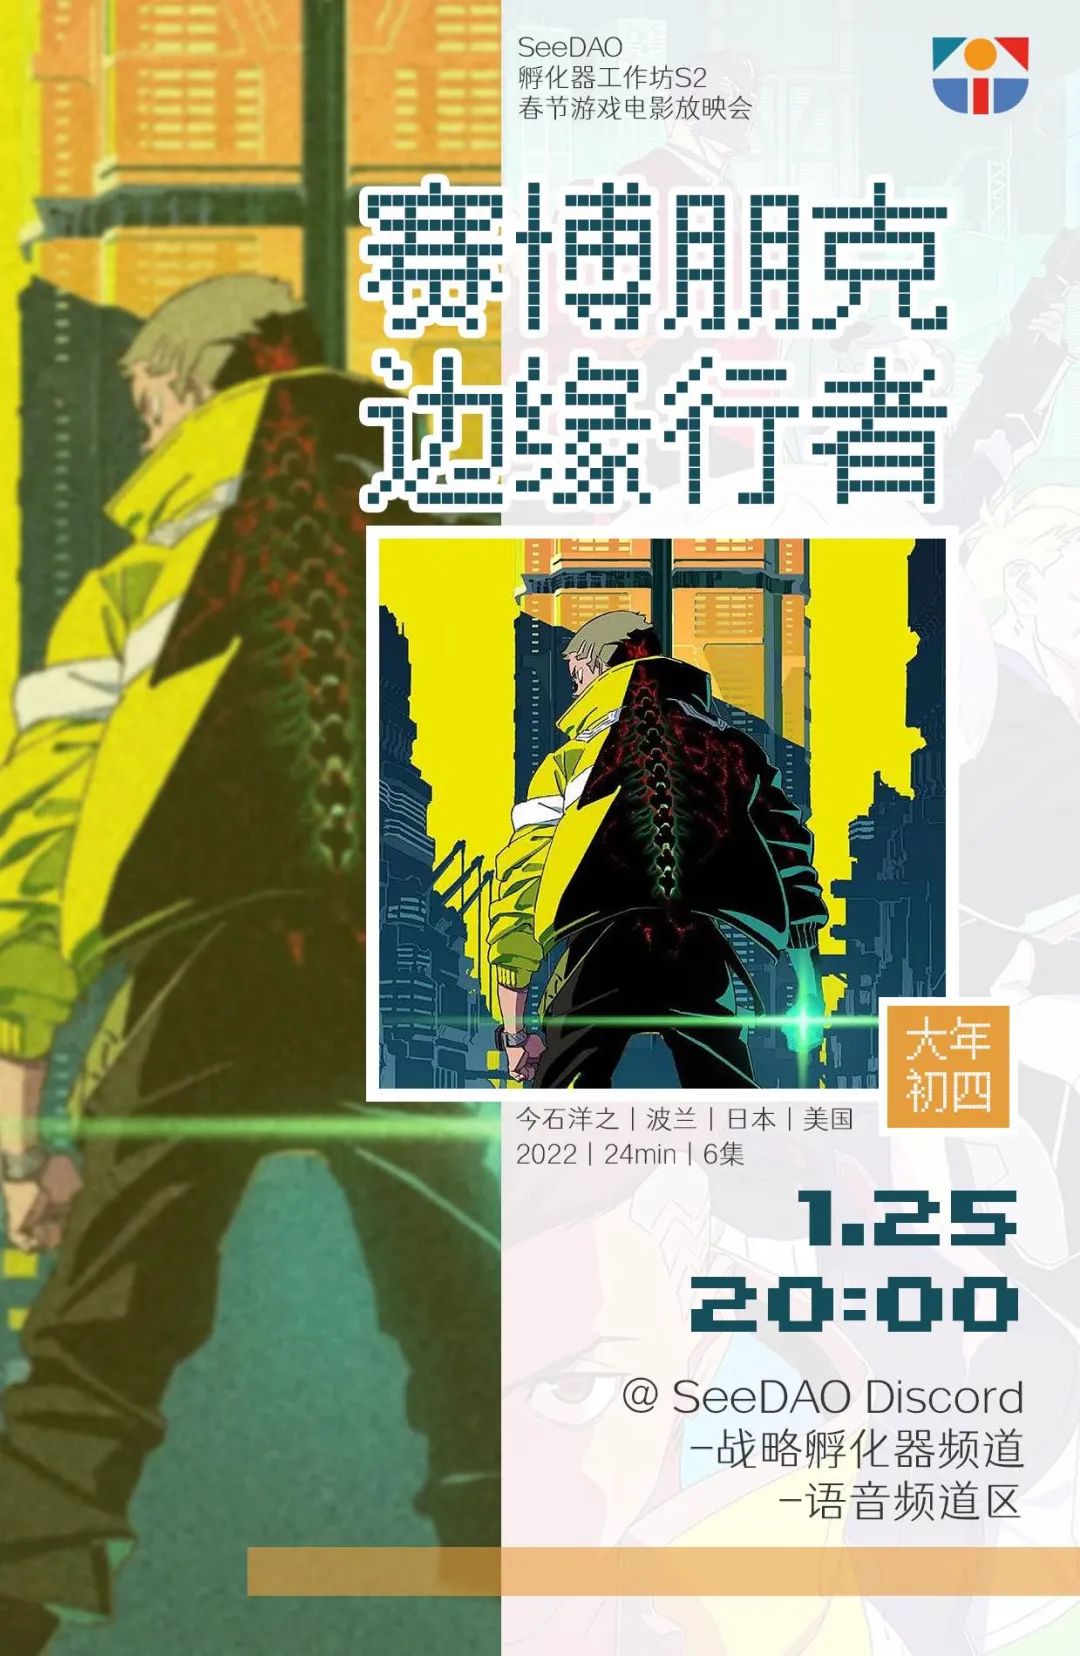 SeeDAO
孵化器工作坊S2
春节游戏电影放映会
赛博朋克
边缘行者
大年
初四
今石洋之 | 波兰 | 日本 | 美国
2022 | 24min | 6集
1.25
20:00
@ SeeDAO Discord
-战略孵化器频道
-语音频道区